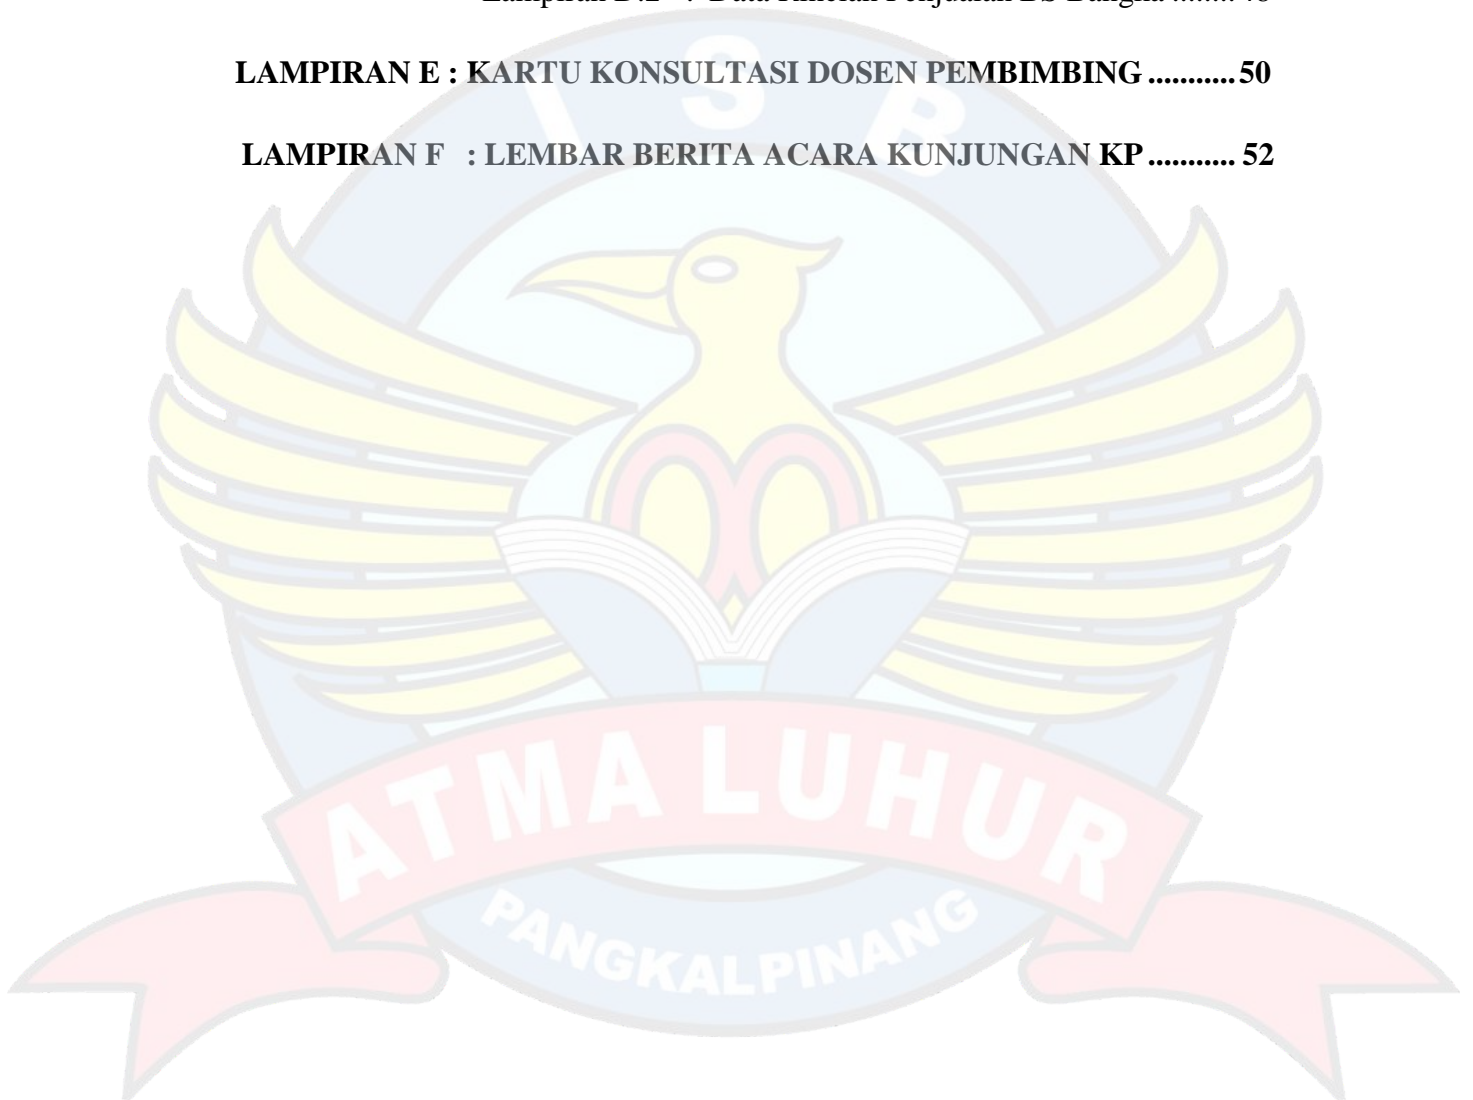 LAMPIRAN E : KARTU KONSULTASI DOSEN PEMBIMBING ...........50
LAMPIRAN F : LEMBAR BERITA ACARA KUNJUNGAN KP ........... 52
I S B
ATMA LUHUR
PANGKALPINANG